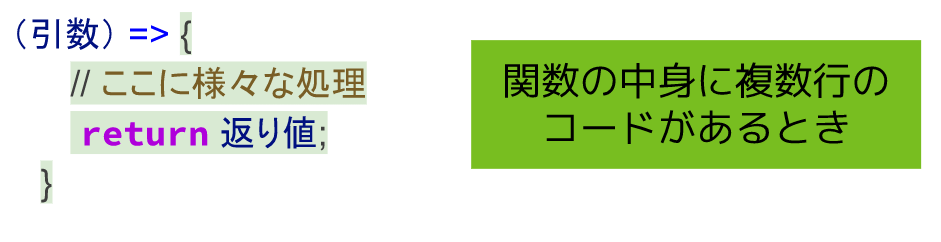 （引数）=> {
// ここに様々な処理
return 返り値;
}
関数の中身に複数行の
コードがあるとき